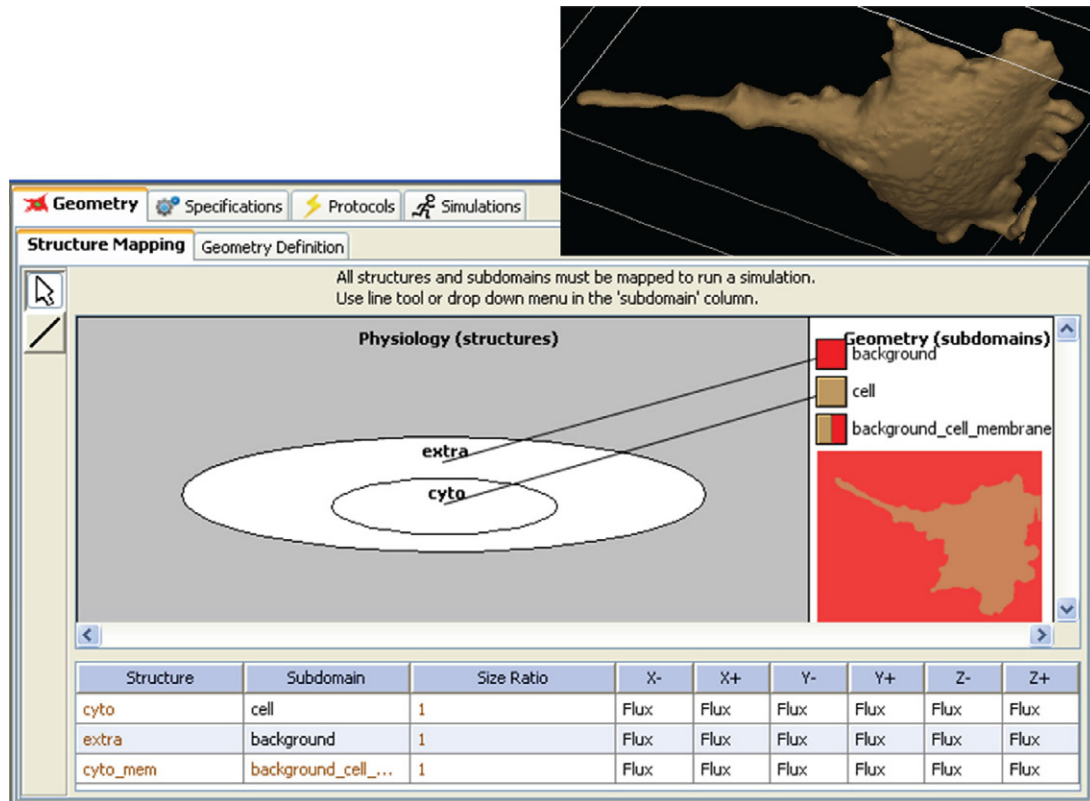 Geometry Specifications Protocols Simulations
Structure Mapping Geometry Definition
All structures and subdomains must be mapped to run a simulation.
Use line tool or drop down menu in the 'subdomain' column.
Physiology (structures)
Geometry (subdomains)
background
cell
background_cell_membrane
extra
cyto
Structure Subdomain Size Ratio X- X+ Y- Y+ Z- Z+
cyto cell 1 Flux Flux Flux Flux Flux Flux
extra background 1 Flux Flux Flux Flux Flux Flux
cyto_mem background_cell_... 1 Flux Flux Flux Flux Flux Flux